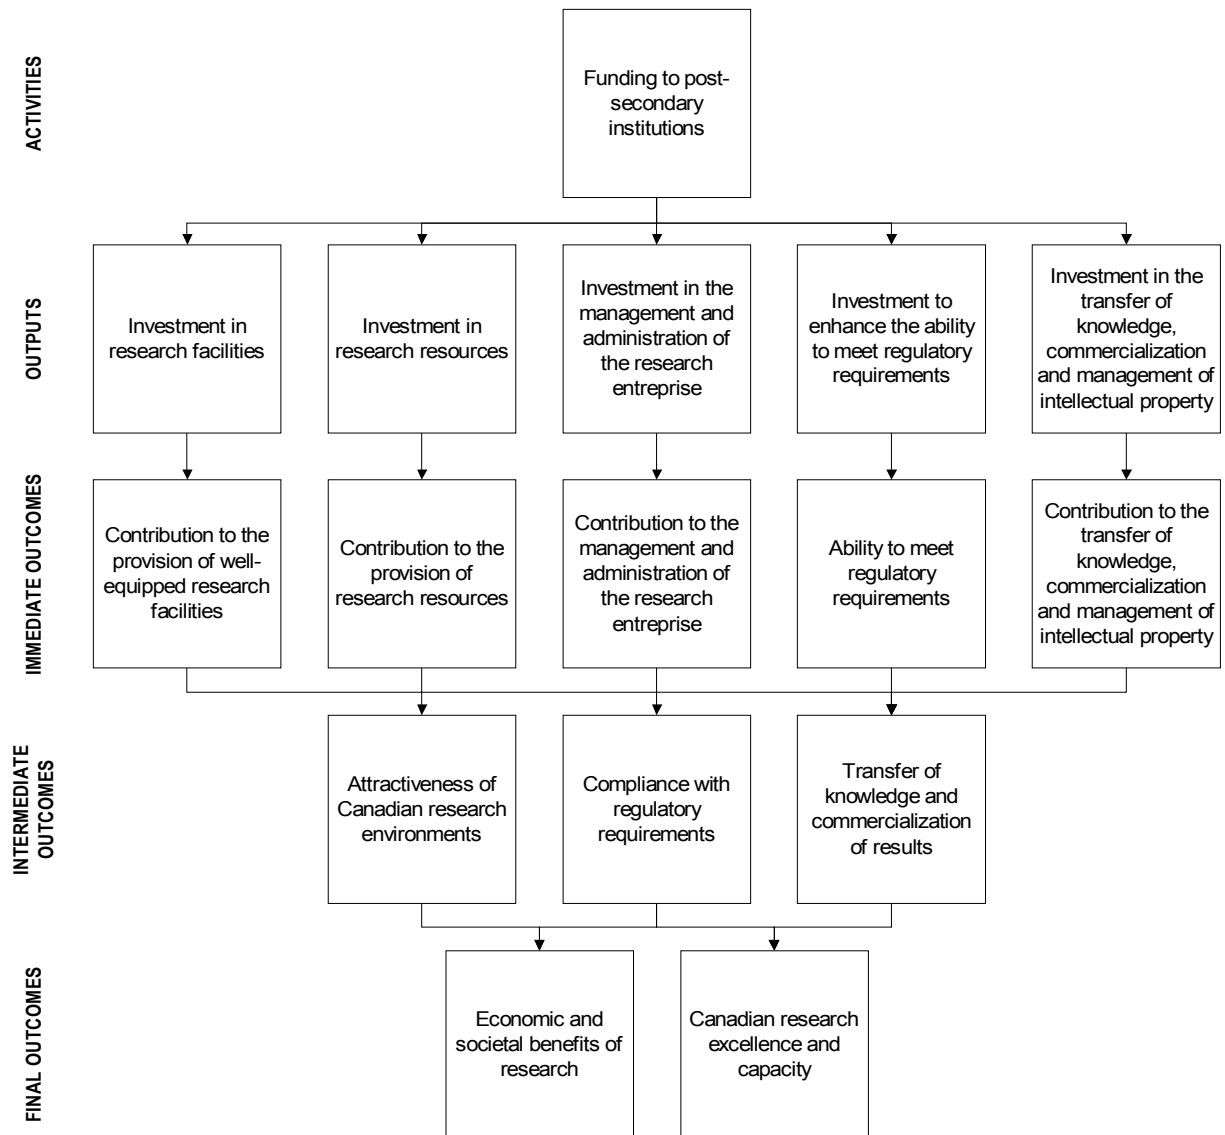 ACTIVITIES
Funding to post-
secondary
institutions
OUTPUTS
Investment in
research facilities
Investment in
research resources
Investment in the
management and
administration of
the research
entreprise
Investment to
enhance the ability
to meet regulatory
requirements
Investment in the
transfer of
knowledge,
commercialization
and management of
intellectual property
IMMEDIATE OUTCOMES
Contribution to the
provision of well-
equipped research
facilities
Contribution to the
provision of
research resources
Contribution to the
management and
administration of
the research
entreprise
Ability to meet
regulatory
requirements
Contribution to the
transfer of
knowledge,
commercialization
and management of
intellectual property
INTERMEDIATE
OUTCOMES
Attractiveness of
Canadian research
environments
Compliance with
regulatory
requirements
Transfer of
knowledge and
commercialization
of results
FINAL OUTCOMES
Economic and
societal benefits of
research
Canadian research
excellence and
capacity